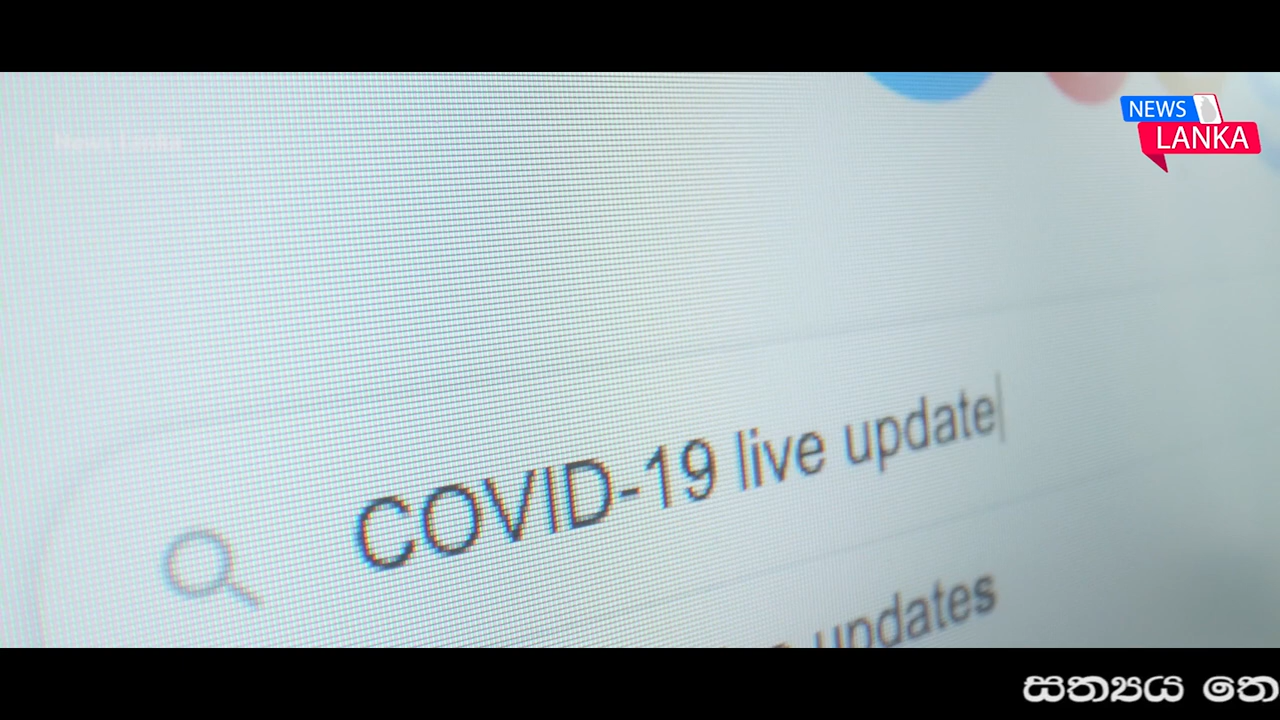 NEWS
LANKA
COVID-19 live update
updates
සත්‍යය තෙ